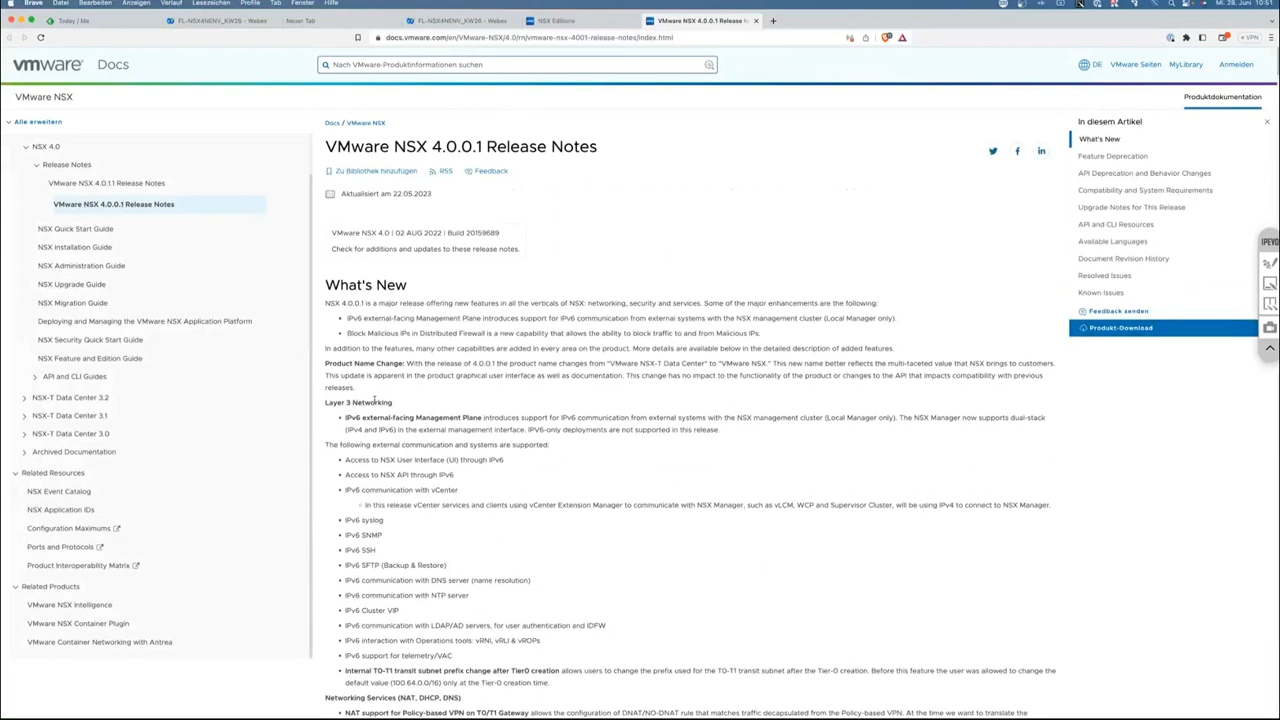 Brave Datei Bearbeiten Anzeigen Verlauf Lesezeichen Profile Tab Fenster Hilfe
Mi. 28. Juni 10:51
Today / Me
FL-NSX4NENV_KW26 - Webex
Neuer Tab
FL-NSX4NENV_KW26 - Webex
NSX Editions
VMware NSX 4.0.0.1 Release N
docs.vmware.com/en/VMware-NSX/4.0/rn/vmware-nsx-4001-release-notes/index.html
VPN
vmware Docs
Nach VMware-Produktinformationen suchen
DE VMware Seiten MyLibrary Anmelden
VMware NSX
Produktdokumentation
Alle erweitern
NSX 4.0
Release Notes
VMware NSX 4.0.1.1 Release Notes
VMware NSX 4.0.0.1 Release Notes
NSX Quick Start Guide
NSX Installation Guide
NSX Administration Guide
NSX Upgrade Guide
NSX Migration Guide
Deploying and Managing the VMware NSX Application Platform
NSX Security Quick Start Guide
NSX Feature and Edition Guide
API and CLI Guides
NSX-T Data Center 3.2
NSX-T Data Center 3.1
NSX-T Data Center 3.0
Archived Documentation
Related Resources
NSX Event Catalog
NSX Application IDs
Configuration Maximums
Ports and Protocols
Product Interoperability Matrix
Related Products
VMware NSX Intelligence
VMware NSX Container Plugin
VMware Container Networking with Antrea
Docs / VMware NSX
VMware NSX 4.0.0.1 Release Notes
Zu Bibliothek hinzufügen RSS Feedback
Aktualisiert am 22.05.2023
VMware NSX 4.0 | 02 AUG 2022 | Build 20159689
Check for additions and updates to these release notes.
What's New
NSX 4.0.0.1 is a major release offering new features in all the verticals of NSX: networking, security and services. Some of the major enhancements are the following:
• IPv6 external-facing Management Plane introduces support for IPv6 communication from external systems with the NSX management cluster (Local Manager only).
• Block Malicious IPs in Distributed Firewall is a new capability that allows the ability to block traffic to and from Malicious IPs.
In addition to the features, many other capabilities are added in every area on the product. More details are available below in the detailed description of added features.
Product Name Change: With the release of 4.0.0.1 the product name changes from "VMware NSX-T Data Center" to "VMware NSX." This new name better reflects the multi-faceted value that NSX brings to customers.
This update is apparent in the product graphical user interface as well as documentation. This change has no impact to the functionality of the product or changes to the API that impacts compatibility with previous
releases.
Layer 3 Networking
• IPv6 external-facing Management Plane introduces support for IPv6 communication from external systems with the NSX management cluster (Local Manager only). The NSX Manager now supports dual-stack
(IPv4 and IPv6) in the external management interface. IPv6-only deployments are not supported in this release.
The following external communication and systems are supported:
• Access to NSX User Interface (UI) through IPv6
• Access to NSX API through IPv6
• IPv6 communication with vCenter
◦ In this release vCenter services and clients using vCenter Extension Manager to communicate with NSX Manager, such as vLCM, WCP and Supervisor Cluster, will be using IPv4 to connect to NSX Manager.
• IPv6 syslog
• IPv6 SNMP
• IPv6 SSH
• IPv6 SFTP (Backup & Restore)
• IPv6 communication with DNS server (name resolution)
• IPv6 communication with NTP server
• IPv6 Cluster VIP
• IPv6 communication with LDAP/AD servers, for user authentication and IDFW
• IPv6 interaction with Operations tools: vRNI, vRLI & vROPs
• IPv6 support for telemetry/VAC
• Internal T0-T1 transit subnet prefix change after Tier0 creation allows users to change the prefix used for the T0-T1 transit subnet after the Tier-0 creation. Before this feature the user was allowed to change the
default value (100.64.0.0/16) only at the Tier-0 creation time.
Networking Services (NAT, DHCP, DNS)
• NAT support for Policy-based VPN on T0/T1 Gateway allows the configuration of DNAT/NO-DNAT rule that matches traffic decapsulated from the Policy-based VPN. At the time we want to translate the
In diesem Artikel
What's New
Feature Deprecation
API Deprecation and Behavior Changes
Compatibility and System Requirements
Upgrade Notes for This Release
API and CLI Resources
Available Languages
Document Revision History
Resolved Issues
Known Issues
Feedback senden
Produkt-Download
IPEVO